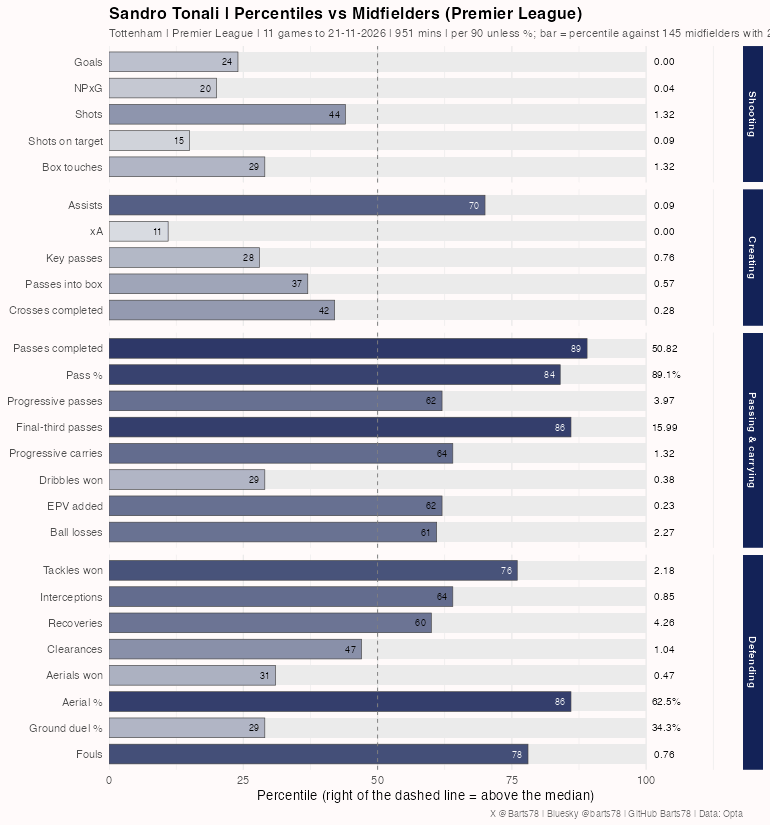 Sandro Tonali | Percentiles vs Midfielders (Premier League)
Tottenham | Premier League | 11 games to 21-11-2026 | 951 mins | per 90 unless %; bar = percentile against 145 midfielders with 2
Goals 24 0.00
NPxG 20 0.04
Shots 44 1.32
Shots on target 15 0.09
Box touches 29 1.32
Shooting
Assists 70 0.09
xA 11 0.00
Key passes 28 0.76
Passes into box 37 0.57
Crosses completed 42 0.28
Creating
Passes completed 89 50.82
Pass % 84 89.1%
Progressive passes 62 3.97
Final-third passes 86 15.99
Progressive carries 64 1.32
Dribbles won 29 0.38
EPV added 62 0.23
Ball losses 61 2.27
Passing & carrying
Tackles won 76 2.18
Interceptions 64 0.85
Recoveries 60 4.26
Clearances 47 1.04
Aerials won 31 0.47
Aerial % 86 62.5%
Ground duel % 29 34.3%
Fouls 78 0.76
Defending
0 25 50 75 100
Percentile (right of the dashed line = above the median)
X @Barts78 | Bluesky @barts78 | GitHub Barts78 | Data: Opta